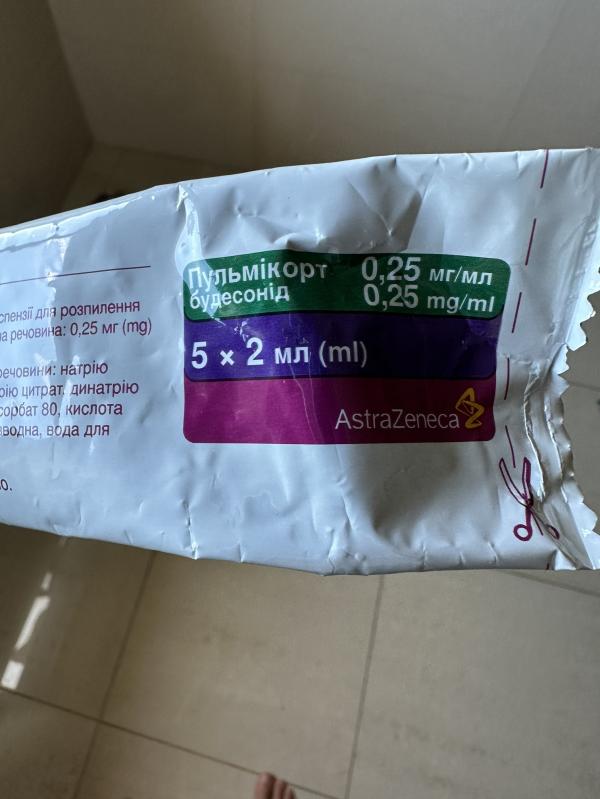 спензії для розпилення
а речовина: 0,25 мг (mg)
речовини: натрію
рію цитрат, динатрію
сорбат 80, кислота
зводна, вода для
о.
Пульмікорт 0,25 мг/мл
будесонід 0,25 mg/ml
5 × 2 мл (ml)
AstraZeneca